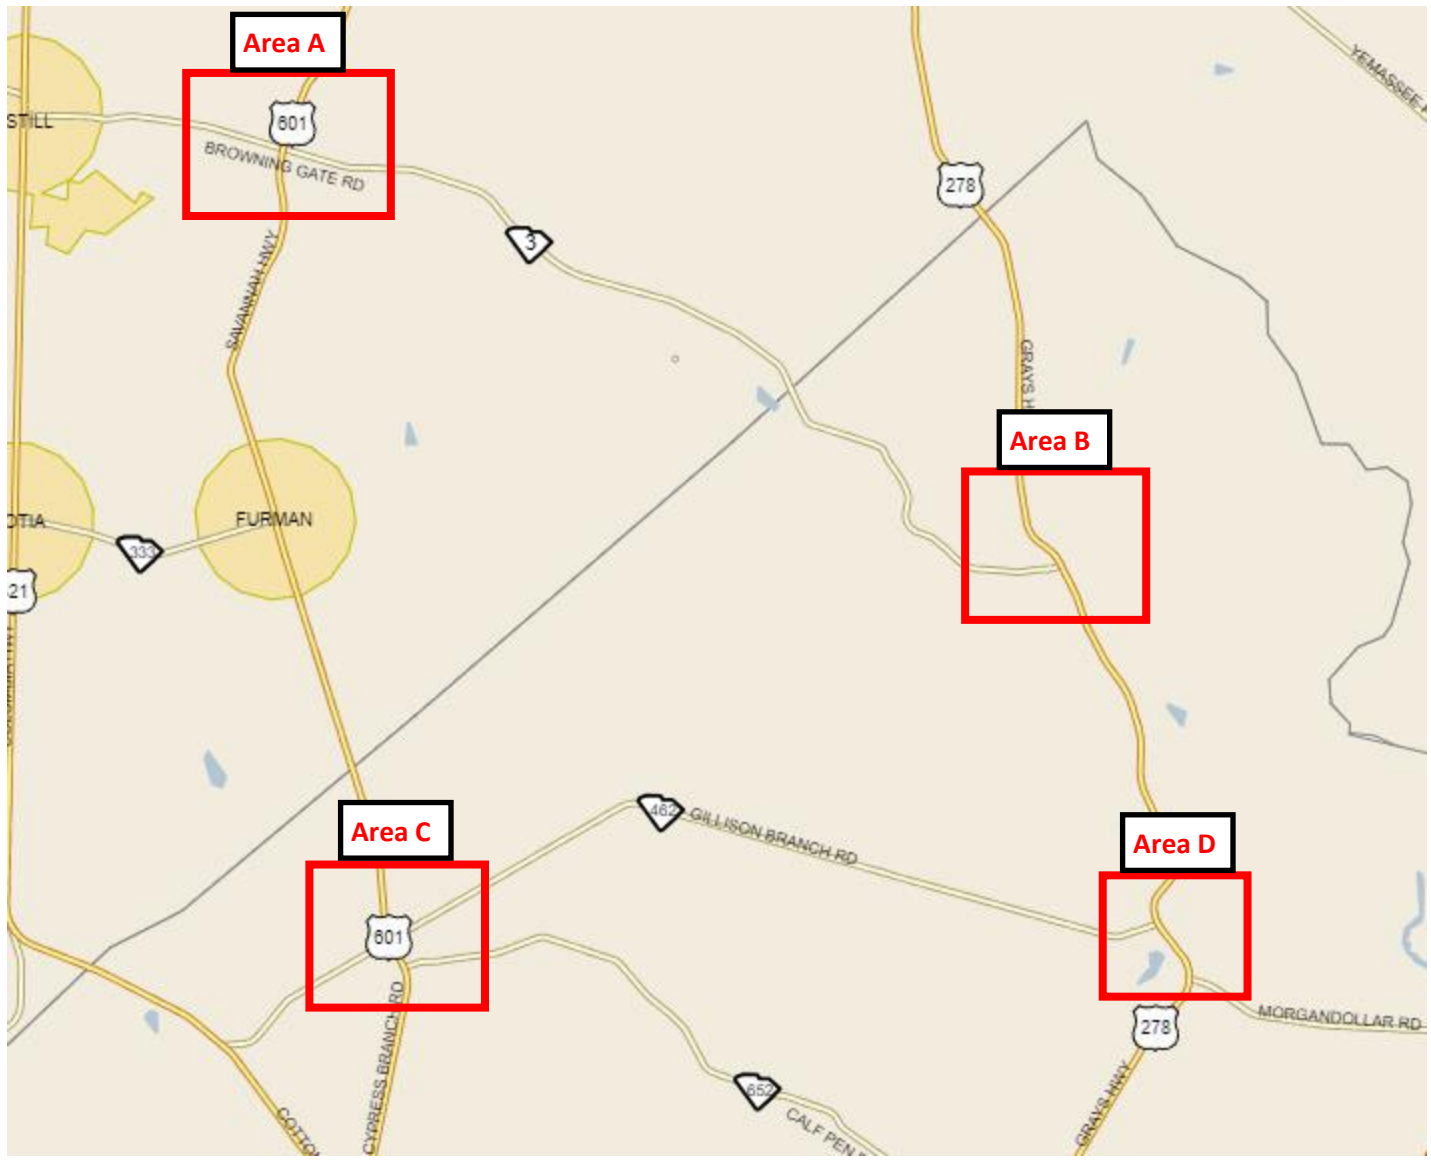 Area A
YEMASSEE
601
STILL
BROWNING GATE RD
278
3
SAVANNAH HWY
GRAYS H
Area B
FURMAN
OTIA
333
21
462
GILLISON BRANCH RD
Area C
Area D
601
MORGANDOLLAR RD
278
CYPRESS BRANCH RD
652
GRAYS HWY
CALF PEN
COTTON